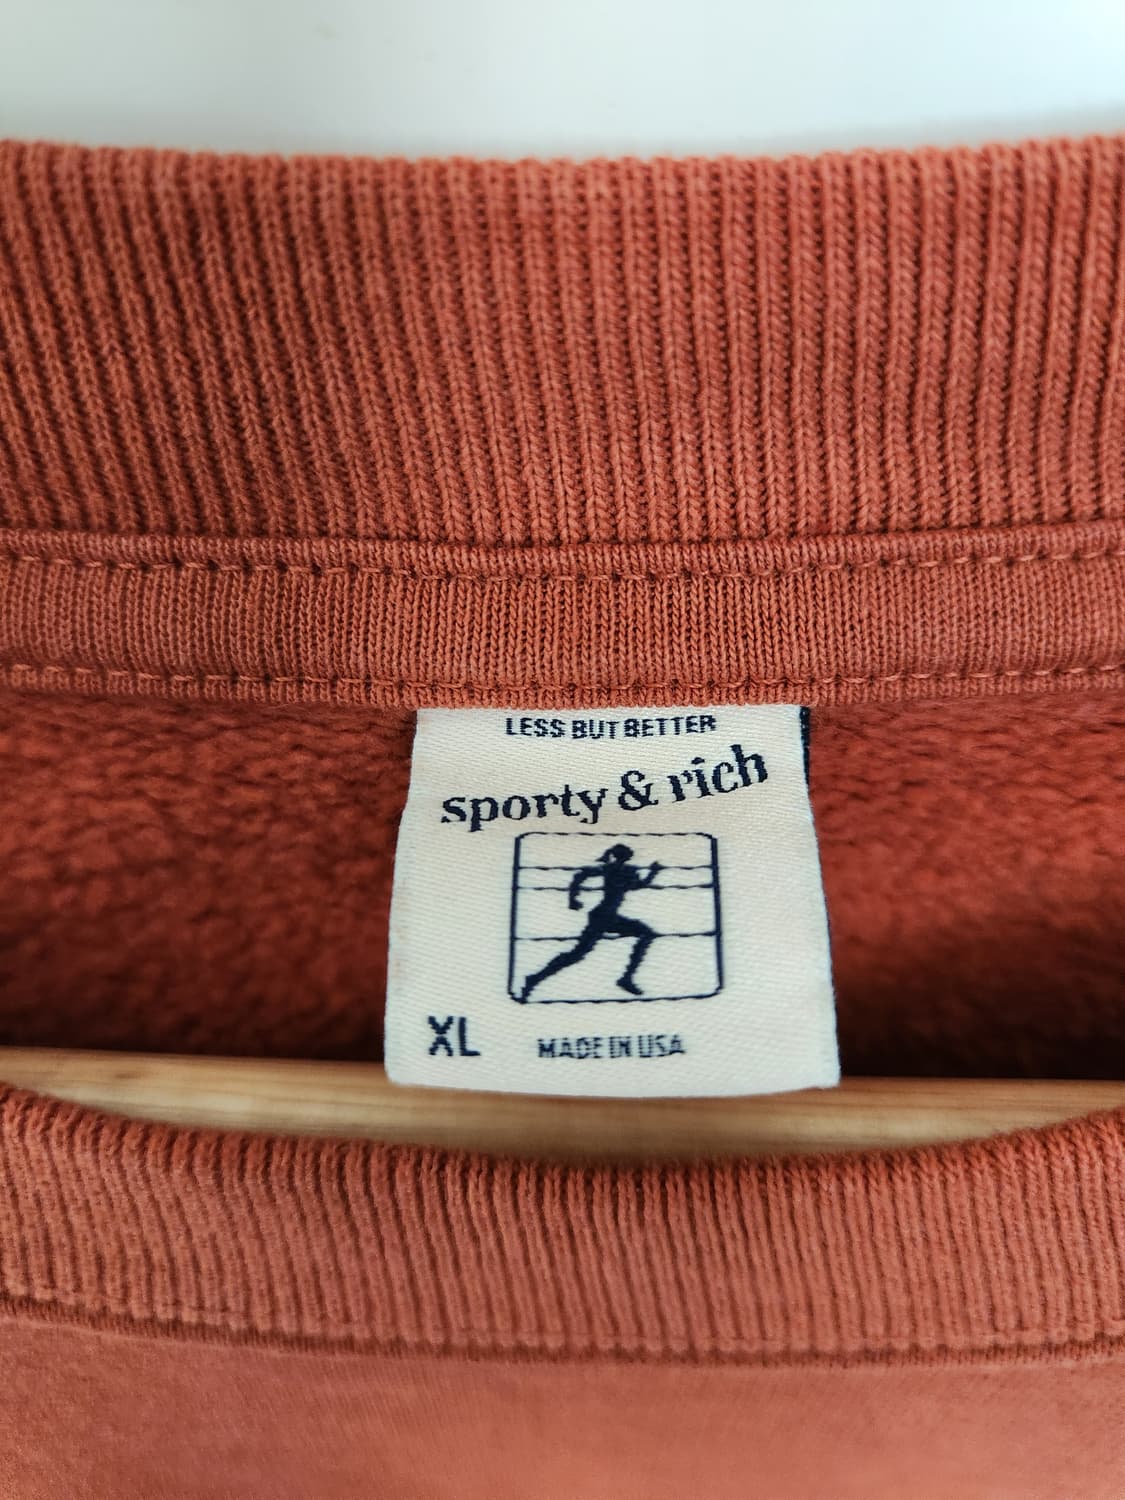 LESS BUT BETTER
sporty & rich
XL MADE IN USA